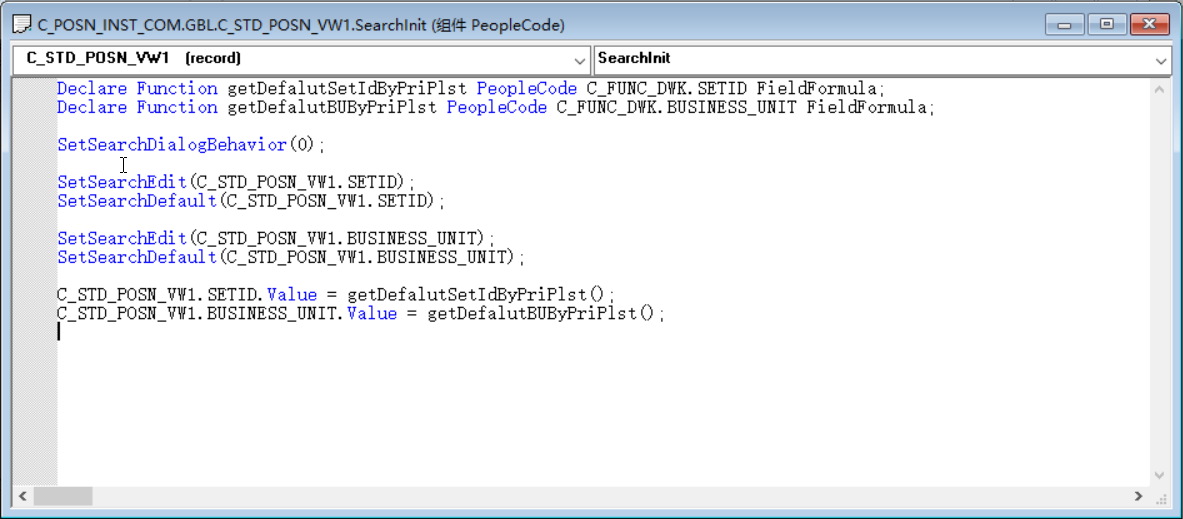 C_POSN_INST_COM.GBL.C_STD_POSN_VW1.SearchInit (组件 PeopleCode)
C_STD_POSN_VW1 (record) SearchInit
Declare Function getDefalutSetIdByPriPlst PeopleCode C_FUNC_DWK.SETID FieldFormula;
Declare Function getDefalutBUByPriPlst PeopleCode C_FUNC_DWK.BUSINESS_UNIT FieldFormula;
SetSearchDialogBehavior(0);
SetSearchEdit(C_STD_POSN_VW1.SETID);
SetSearchDefault(C_STD_POSN_VW1.SETID);
SetSearchEdit(C_STD_POSN_VW1.BUSINESS_UNIT);
SetSearchDefault(C_STD_POSN_VW1.BUSINESS_UNIT);
C_STD_POSN_VW1.SETID.Value = getDefalutSetIdByPriPlst();
C_STD_POSN_VW1.BUSINESS_UNIT.Value = getDefalutBUByPriPlst();